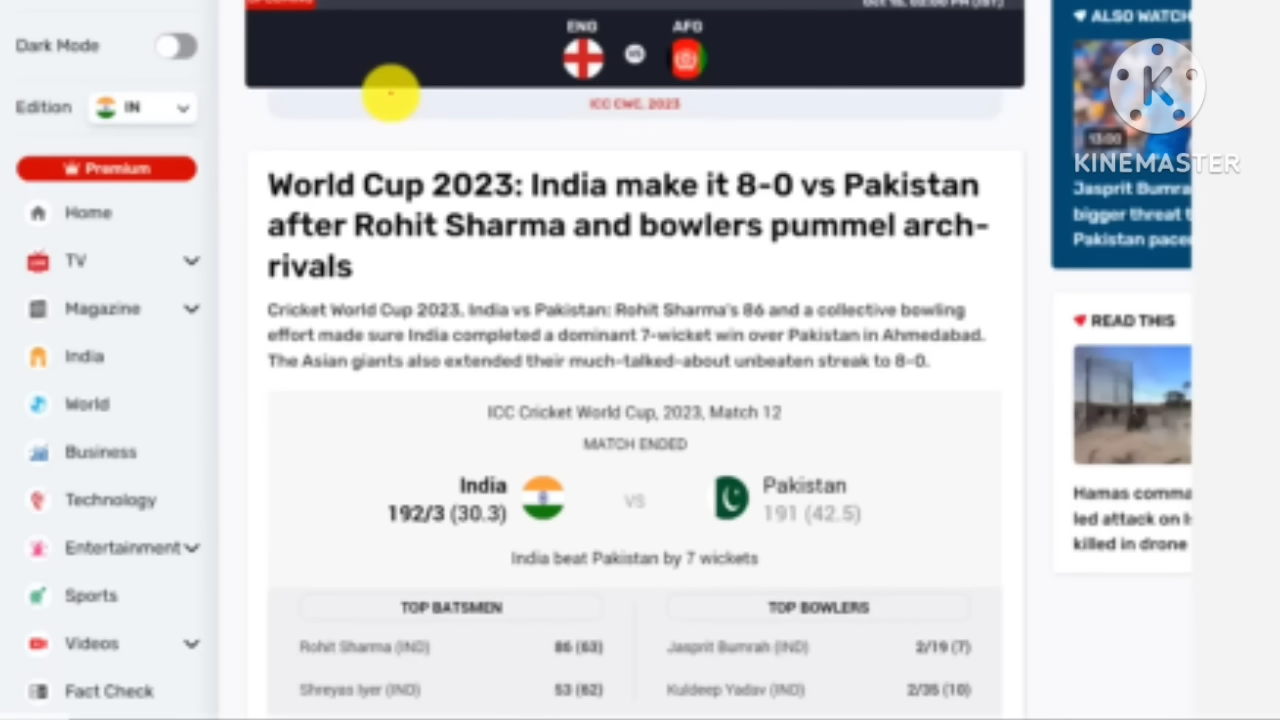 ENG
AFG
VS
ICC CWC, 2023
Dark Mode
Edition IN
Premium
Home
TV
Magazine
India
World
Business
Technology
Entertainment
Sports
Videos
Fact Check
World Cup 2023: India make it 8-0 vs Pakistan
after Rohit Sharma and bowlers pummel arch-
rivals
Cricket World Cup 2023, India vs Pakistan: Rohit Sharma's 86 and a collective bowling
effort made sure India completed a dominant 7-wicket win over Pakistan in Ahmedabad.
The Asian giants also extended their much-talked-about unbeaten streak to 8-0.
ICC Cricket World Cup, 2023, Match 12
MATCH ENDED
India
192/3 (30.3)
VS
Pakistan
191 (42.5)
India beat Pakistan by 7 wickets
TOP BATSMEN
Rohit Sharma (IND) 86 (63)
Shreyas Iyer (IND) 53 (62)
TOP BOWLERS
Jasprit Bumrah (IND) 2/19 (7)
Kuldeep Yadav (IND) 2/35 (10)
ALSO WATCH
13:00
KINEMASTER
Jasprit Bumra
bigger threat t
Pakistan pace
READ THIS
Hamas comma
led attack on I
killed in drone